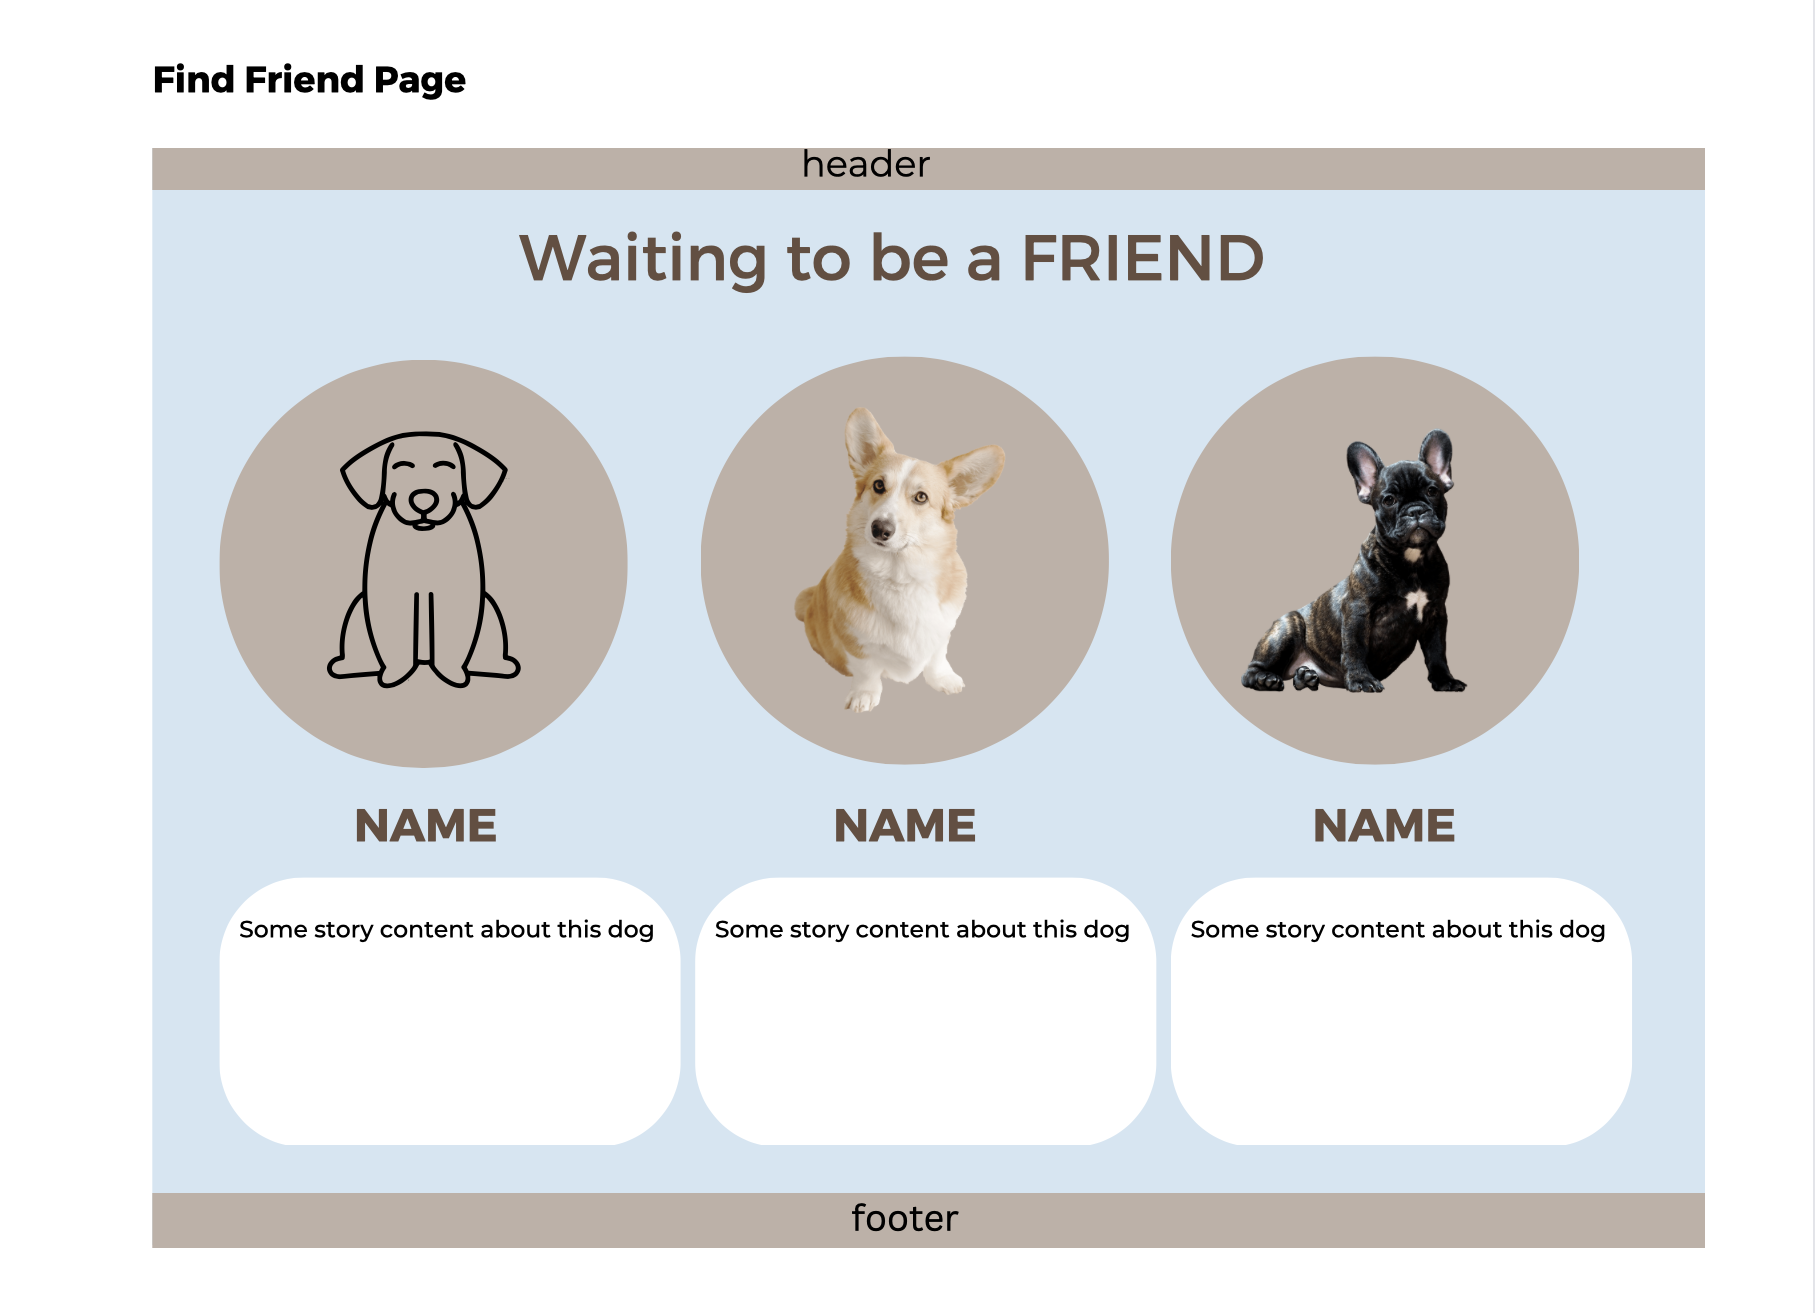 Find Friend Page
header
Waiting to be a FRIEND
NAME
NAME
NAME
Some story content about this dog
Some story content about this dog
Some story content about this dog
footer